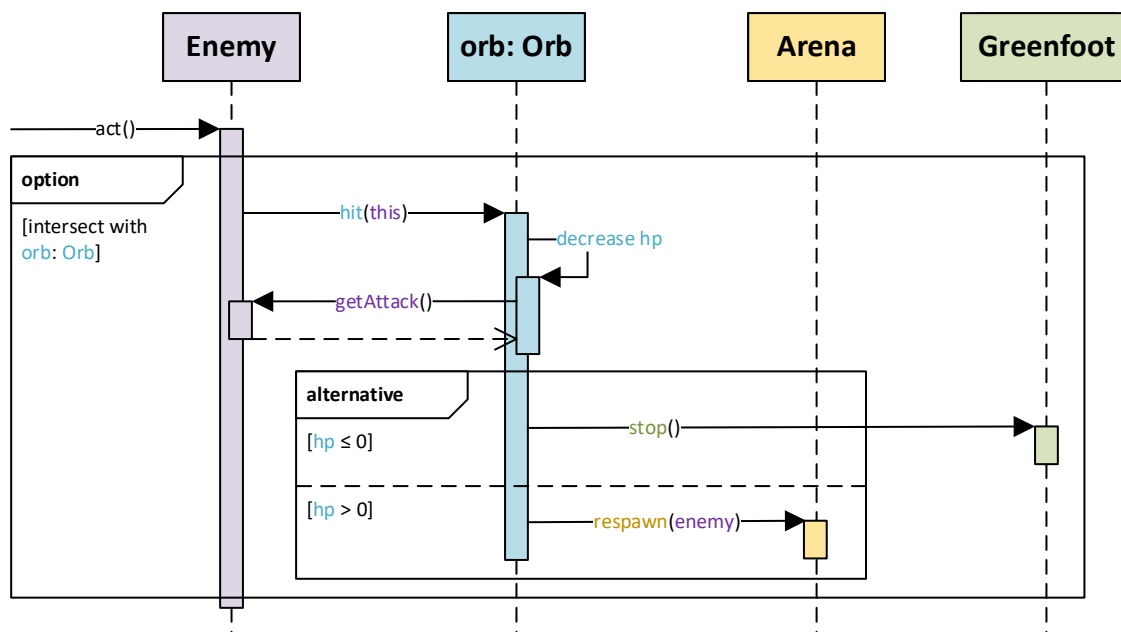 Enemy
orb: Orb
Arena
Greenfoot
act()
option
[intersect with
orb: Orb]
hit(this)
decrease hp
getAttack()
alternative
[hp ≤ 0]
stop()
[hp > 0]
respawn(enemy)